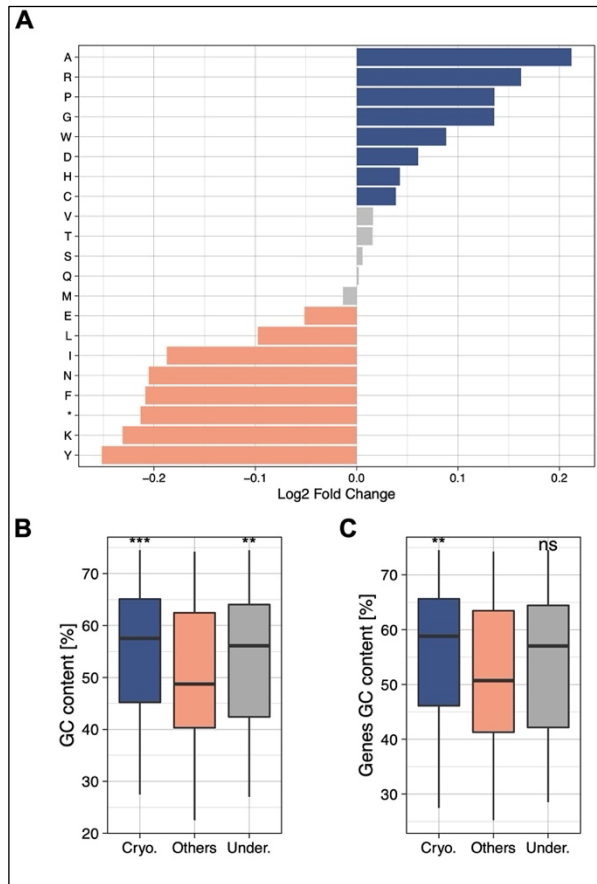 A
A
R
P
G
W
D
H
C
V
T
S
Q
M
E
L
I
N
F
*
K
Y
−0.2 −0.1 0.0 0.1 0.2
Log2 Fold Change
B
*** **
GC content [%]
70
60
50
40
30
20
Cryo. Others Under.
C
** ns
Genes GC content [%]
70
60
50
40
30
Cryo. Others Under.